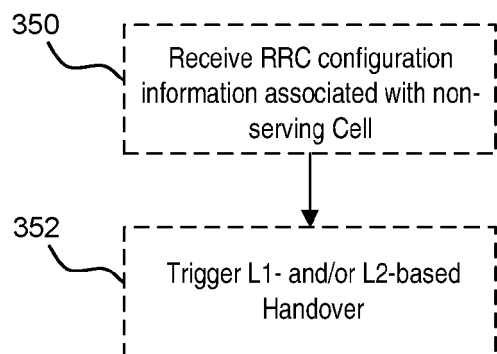 350
Receive RRC configuration
information associated with non-
serving Cell
352
Trigger L1- and/or L2-based
Handover